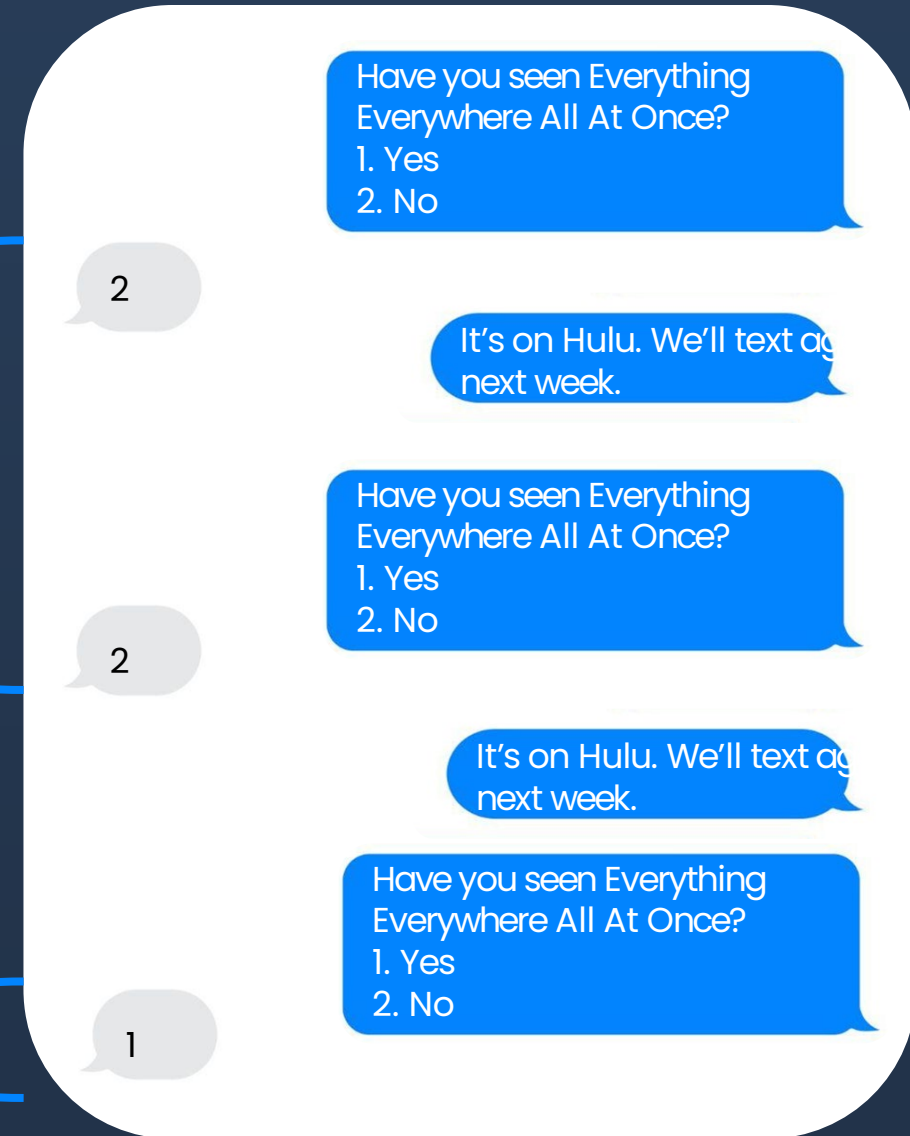 Have you seen Everything
Everywhere All At Once?
1. Yes
2. No
2
It's on Hulu. We'll text
next week.
Have you seen Everything
Everywhere All At Once?
1. Yes
2. No
2
It's on Hulu. We'll text
next week.
Have you seen Everything
Everywhere All At Once?
1. Yes
2. No
1